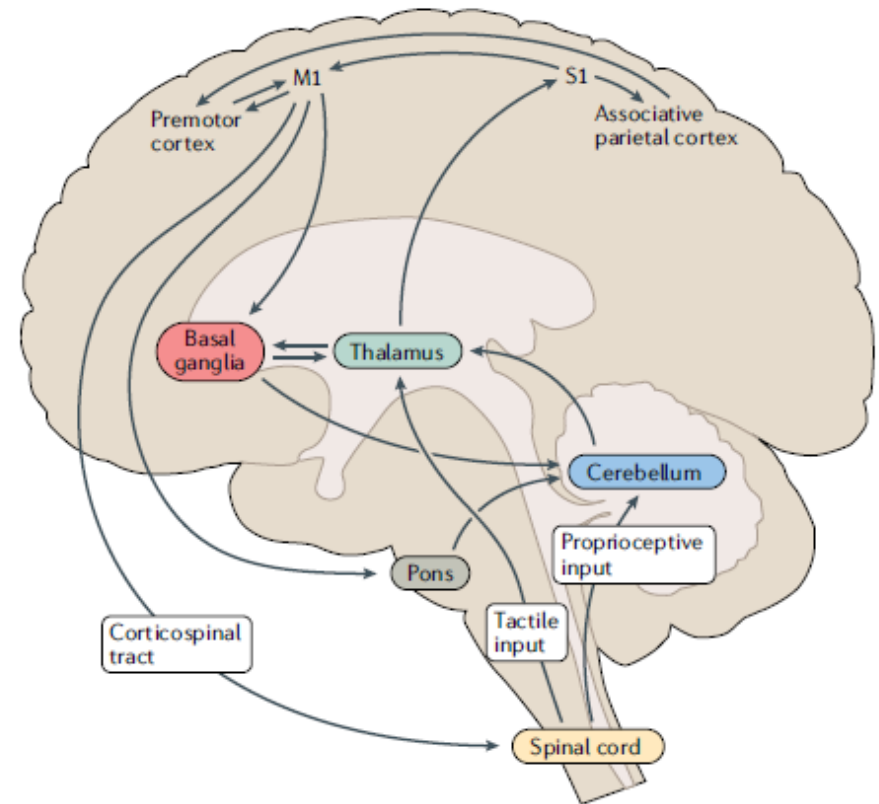 M1
S1
Premotor
cortex
Associative
parietal cortex
Basal
ganglia
Thalamus
Cerebellum
Proprioceptive
input
Pons
Tactile
input
Corticospinal
tract
Spinal cord